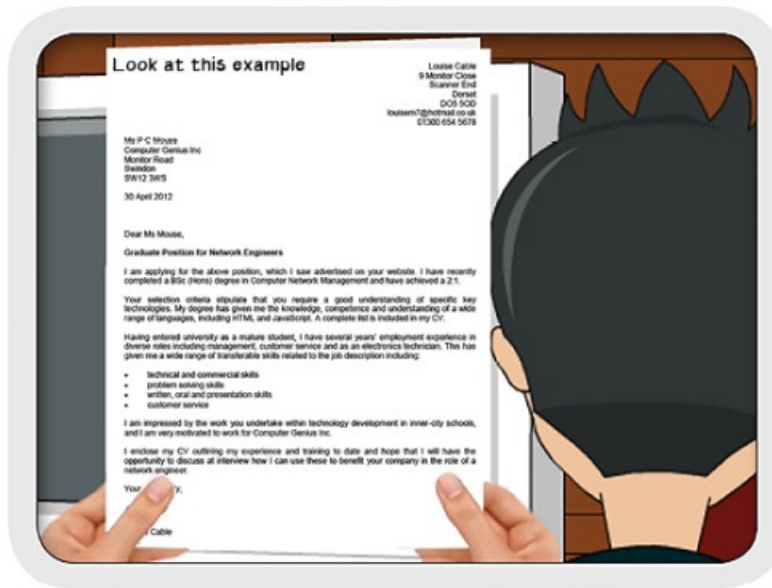 Look at this example
Louise Cable
9 Monitor Close
Scanner End
Dorset
DO5 5OD
louisem7@hotmail.co.uk
01300 654 5678
Ms P C Mouse
Computer Genius Inc
Monitor Road
Swindon
SW12 3WS
30 April 2012
Dear Ms Mouse,
Graduate Position for Network Engineers
I am applying for the above position, which I saw advertised on your website. I have recently
completed a BSc (Hons) degree in Computer Network Management and have achieved a 2:1.
Your selection criteria stipulate that you require a good understanding of specific key
technologies. My degree has given me the knowledge, competence and understanding of a wide
range of languages, including HTML and JavaScript. A complete list is included in my CV.
Having entered university as a mature student, I have several years' employment experience in
diverse roles including management, customer service and as an electronics technician. This has
given me a wide range of transferable skills related to the job description including:
• technical and commercial skills
• problem solving skills
• written, oral and presentation skills
• customer service
I am impressed by the work you undertake within technology development in inner-city schools,
and I am very motivated to work for Computer Genius Inc.
I enclose my CV outlining my experience and training to date and hope that I will have the
opportunity to discuss at interview how I can use these to benefit your company in the role of a
network engineer.
Cable